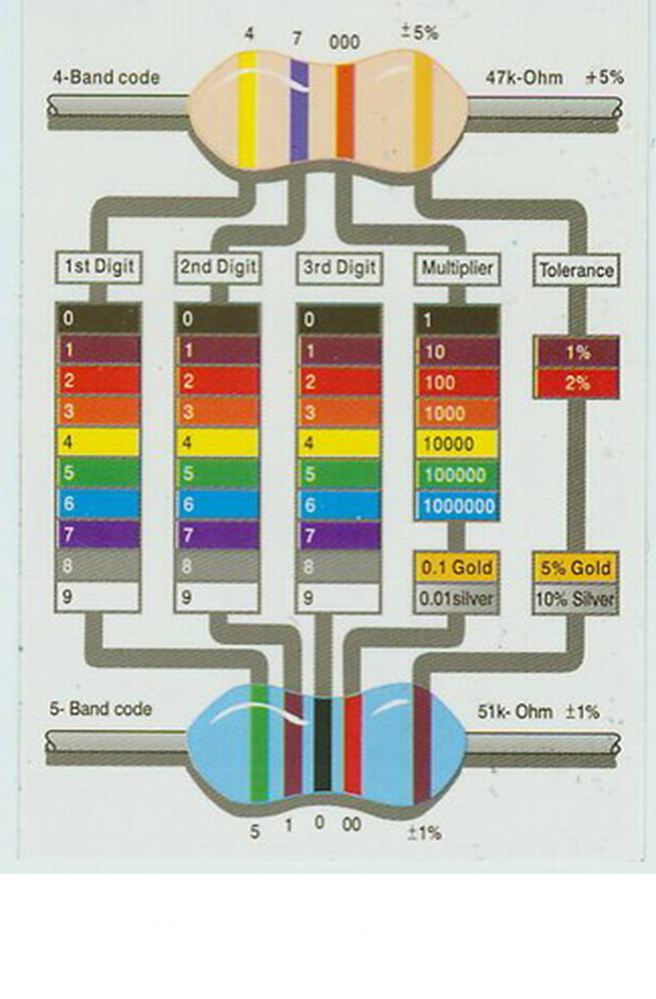 4 7 000 ±5%
4-Band code
47k-Ohm +5%
1st Digit 2nd Digit 3rd Digit Multiplier Tolerance
0 0 0 1
1 1 1 10 1%
2 2 2 100 2%
3 3 3 1000
4 4 4 10000
5 5 5 100000
6 6 6 1000000
7 7 7
8 8 8 0.1 Gold 5% Gold
9 9 9 0.01silver 10% Silver
5- Band code
51k- Ohm ±1%
5 1 0 00 ±1%